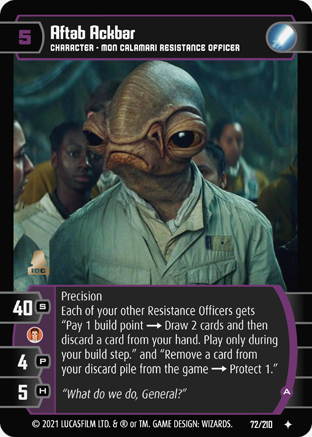 5 Aftab Ackbar
CHARACTER - MON CALAMARI RESISTANCE OFFICER
IDC
40 S
4 P
5 H
Precision
Each of your other Resistance Officers gets
“Pay 1 build point → Draw 2 cards and then
discard a card from your hand. Play only during
your build step.” and “Remove a card from
your discard pile from the game → Protect 1.”
“What do we do, General?”
A
© 2021 LUCASFILM LTD. & ® or TM. GAME DESIGN: WIZARDS. 72/210